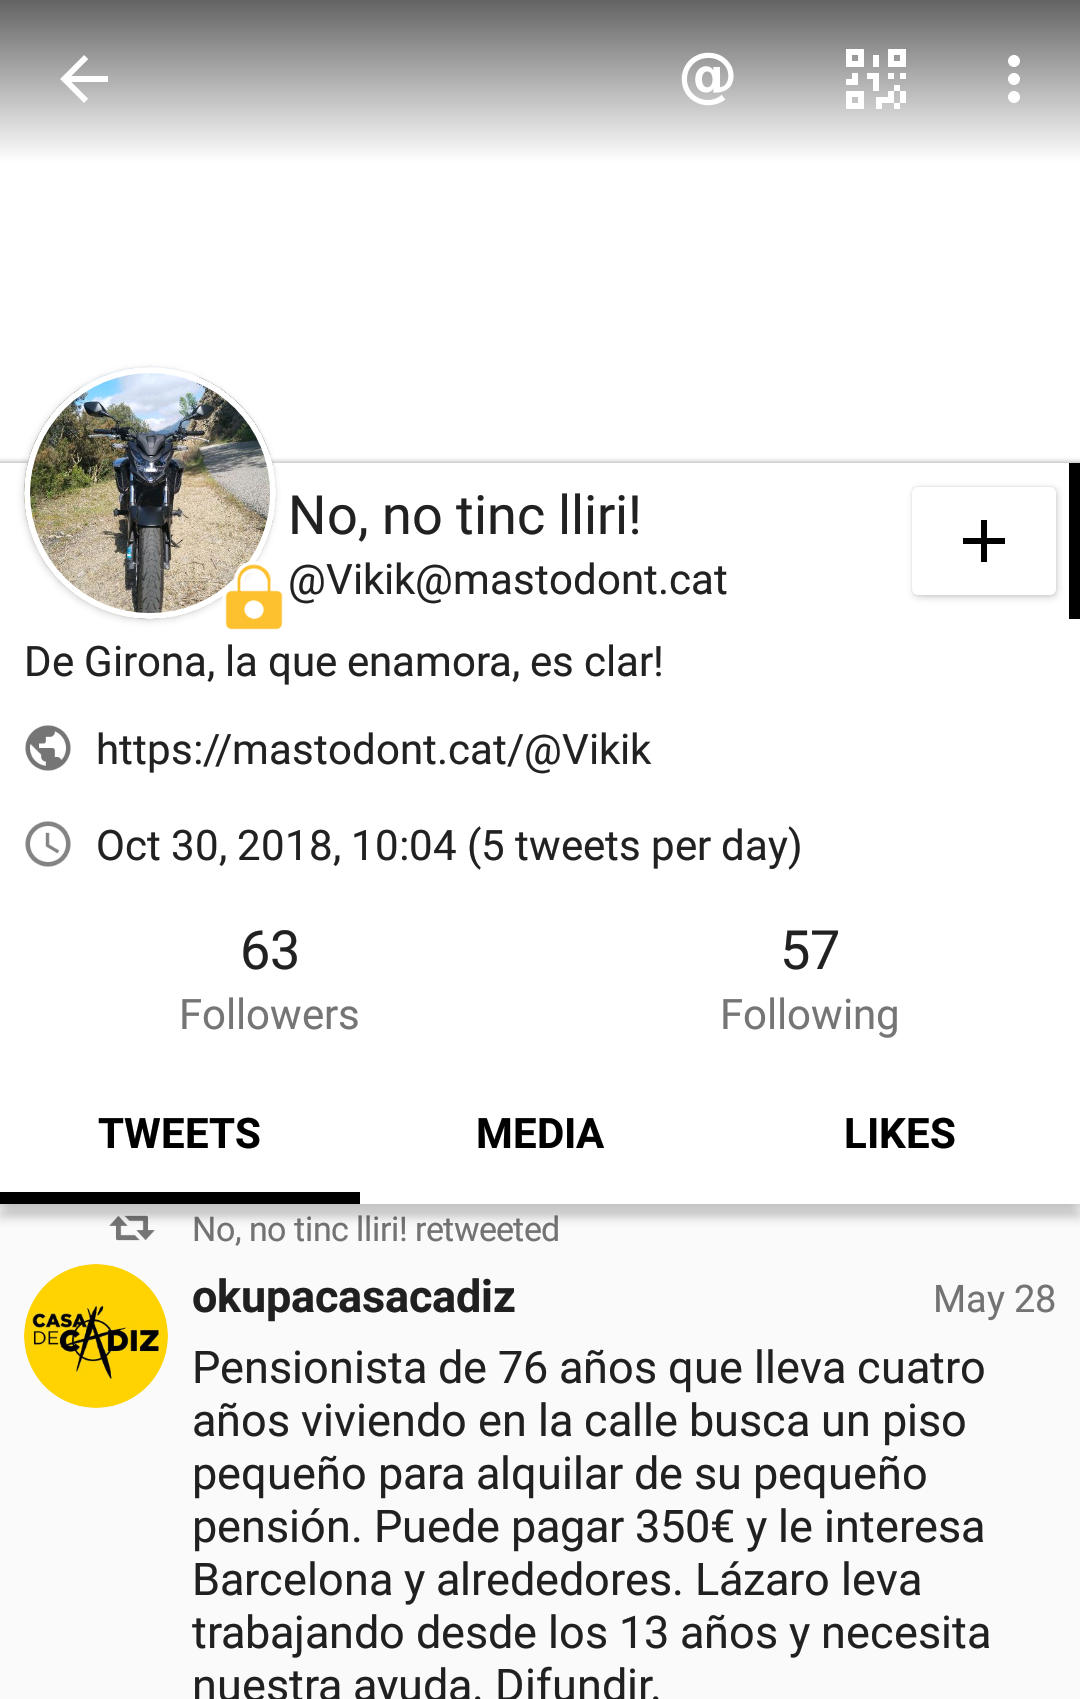 No, no tinc lliri!
@Vikik@mastodont.cat
De Girona, la que enamora, es clar!
https://mastodont.cat/@Vikik
Oct 30, 2018, 10:04 (5 tweets per day)
63 57
Followers Following
TWEETS MEDIA LIKES
No, no tinc lliri! retweeted
okupacasacadiz May 28
CASA
DE CADIZ
Pensionista de 76 años que lleva cuatro
años viviendo en la calle busca un piso
pequeño para alquilar de su pequeño
pensión. Puede pagar 350€ y le interesa
Barcelona y alrededores. Lázaro leva
trabajando desde los 13 años y necesita
nuestra ayuda. Difundir.